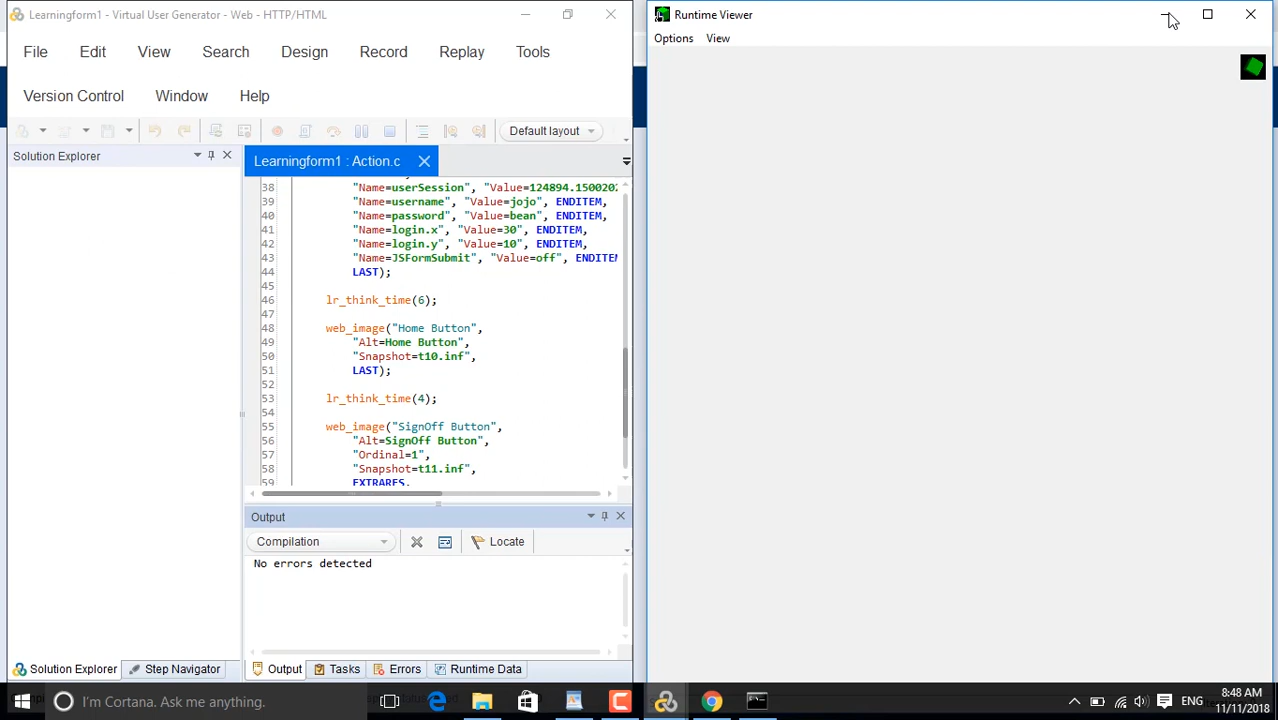 Learningform1 - Virtual User Generator - Web - HTTP/HTML
File Edit View Search Design Record Replay Tools
Version Control Window Help
Default layout
Solution Explorer
Learningform1 : Action.c
38 "Name=userSession", "Value=124894.1500202
39 "Name=username", "Value=jojo", ENDITEM,
40 "Name=password", "Value=bean", ENDITEM,
41 "Name=login.x", "Value=30", ENDITEM,
42 "Name=login.y", "Value=10", ENDITEM,
43 "Name=JSFormSubmit", "Value=off", ENDITEM
44 LAST);
45
46 lr_think_time(6);
47
48 web_image("Home Button",
49 "Alt=Home Button",
50 "Snapshot=t10.inf",
51 LAST);
52
53 lr_think_time(4);
54
55 web_image("SignOff Button",
56 "Alt=SignOff Button",
57 "Ordinal=1",
58 "Snapshot=t11.inf",
59 EXTRARES,
Output
Compilation
Locate
No errors detected
Solution Explorer Step Navigator
Output Tasks Errors Runtime Data
Runtime Viewer
Options View
I'm Cortana. Ask me anything.
ENG
8:48 AM
11/11/2018